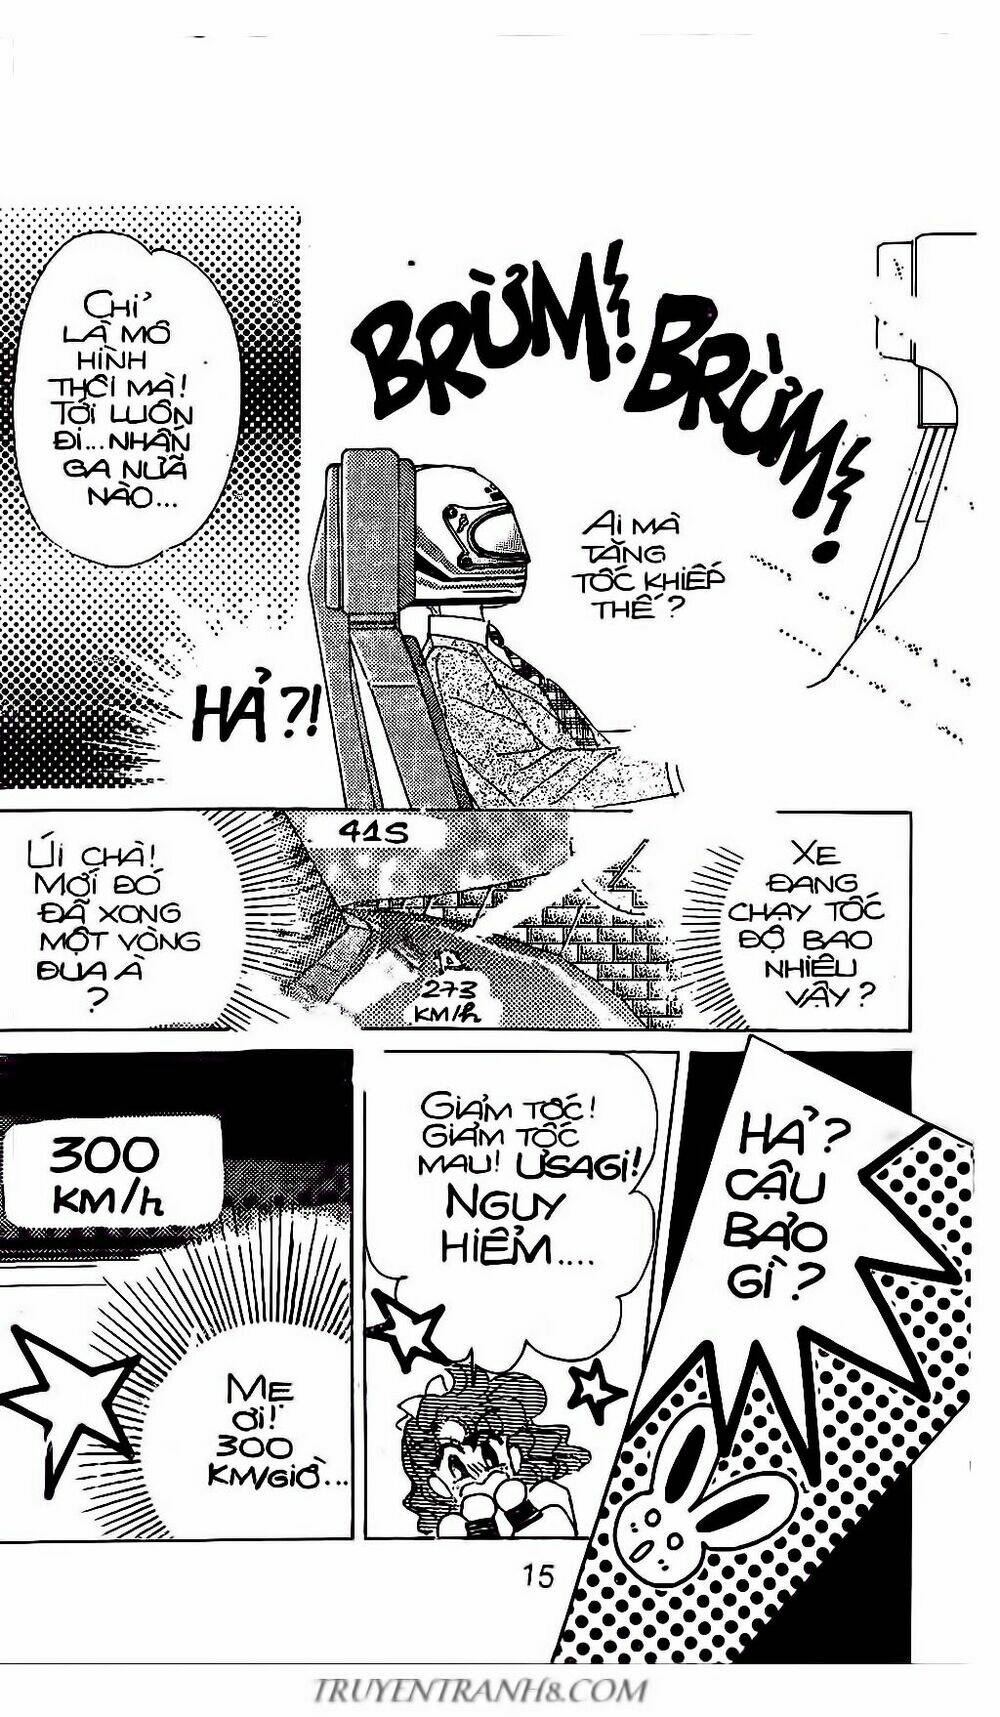 CHỈ
LÀ MÔ
HÌNH
THÔI MÀ!
TỚI LUÔN
ĐI...NHẤN
GA NỮA
NÀO...
BRỪM! BRỪM!
AI MÀ
TĂNG
TỐC KHIẾP
THẾ?
HẢ?!
ÚI CHÀ!
MỚI ĐÓ
ĐÃ XONG
MỘT VÒNG
ĐUA À
?
41S
273
KM/h
XE
ĐANG
CHẠY TỐC
ĐỘ BAO
NHIÊU
VẬY?
300
KM/h
MẸ
ƠI!
300
KM/GIỜ...
GIẢM TỐC!
GIẢM TỐC
MAU! USAGI!
NGUY
HIỂM....
HẢ?
CẬU
BẢO
GÌ?
15
TRUYENTRANH8.COM